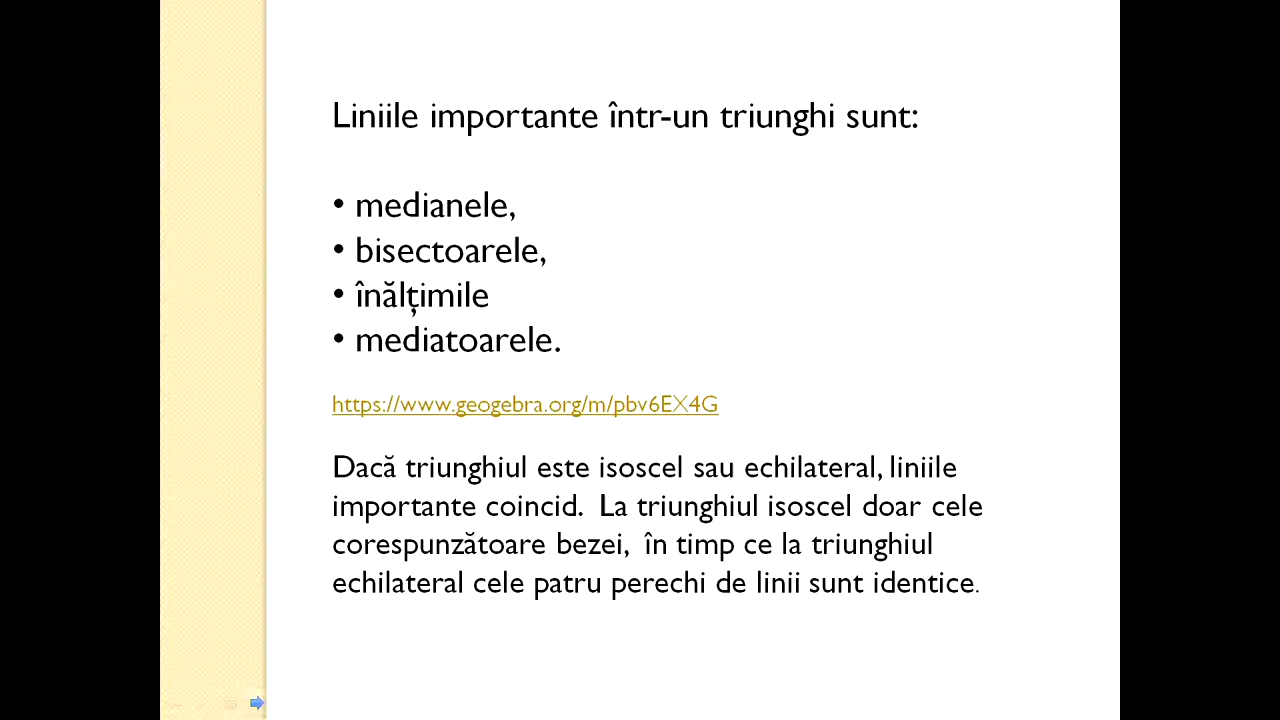 Liniile importante într-un triunghi sunt:
• medianele,
• bisectoarele,
• înălţimile
• mediatoarele.
https://www.geogebra.org/m/pbv6EX4G
Dacă triunghiul este isoscel sau echilateral, liniile
importante coincid. La triunghiul isoscel doar cele
corespunzătoare bezei, în timp ce la triunghiul
echilateral cele patru perechi de linii sunt identice.